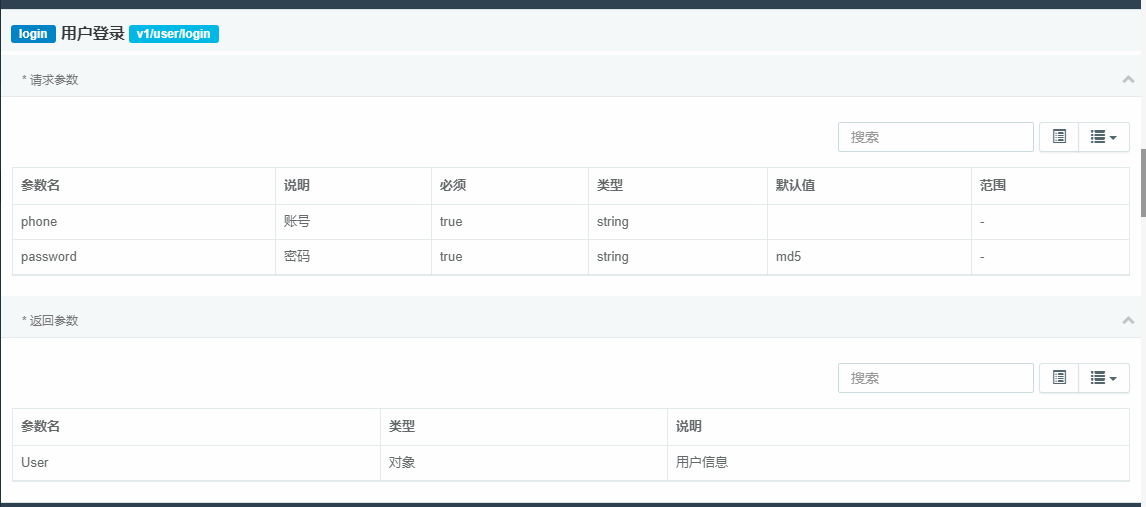 login 用户登录 v1/user/login
* 请求参数
搜索
参数名 说明 必须 类型 默认值 范围
phone 账号 true string -
password 密码 true string md5 -
* 返回参数
搜索
参数名 类型 说明
User 对象 用户信息